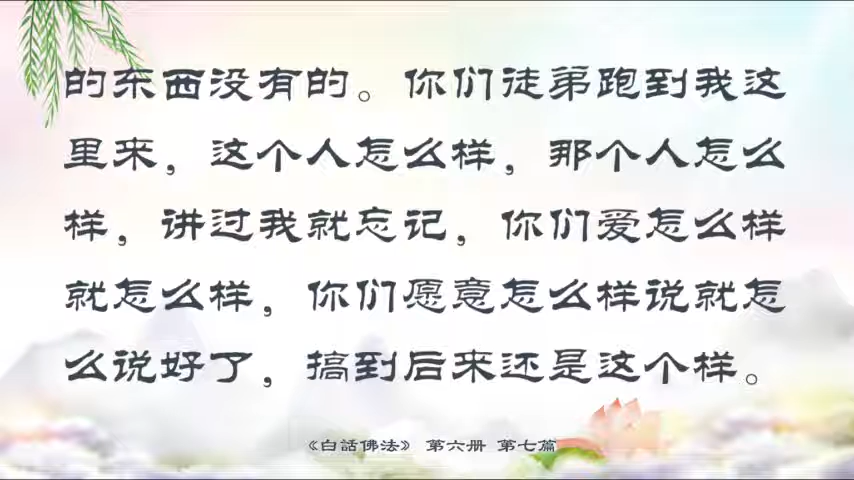 的东西没有的。你们徒弟跑到我这
里来，这个人怎么样，那个人怎么
样，讲过我就忘记，你们爱怎么样
就怎么样，你们愿意怎么样说就怎
么说好了，搞到后来还是这个样。
《白話佛法》 第六册 第七篇